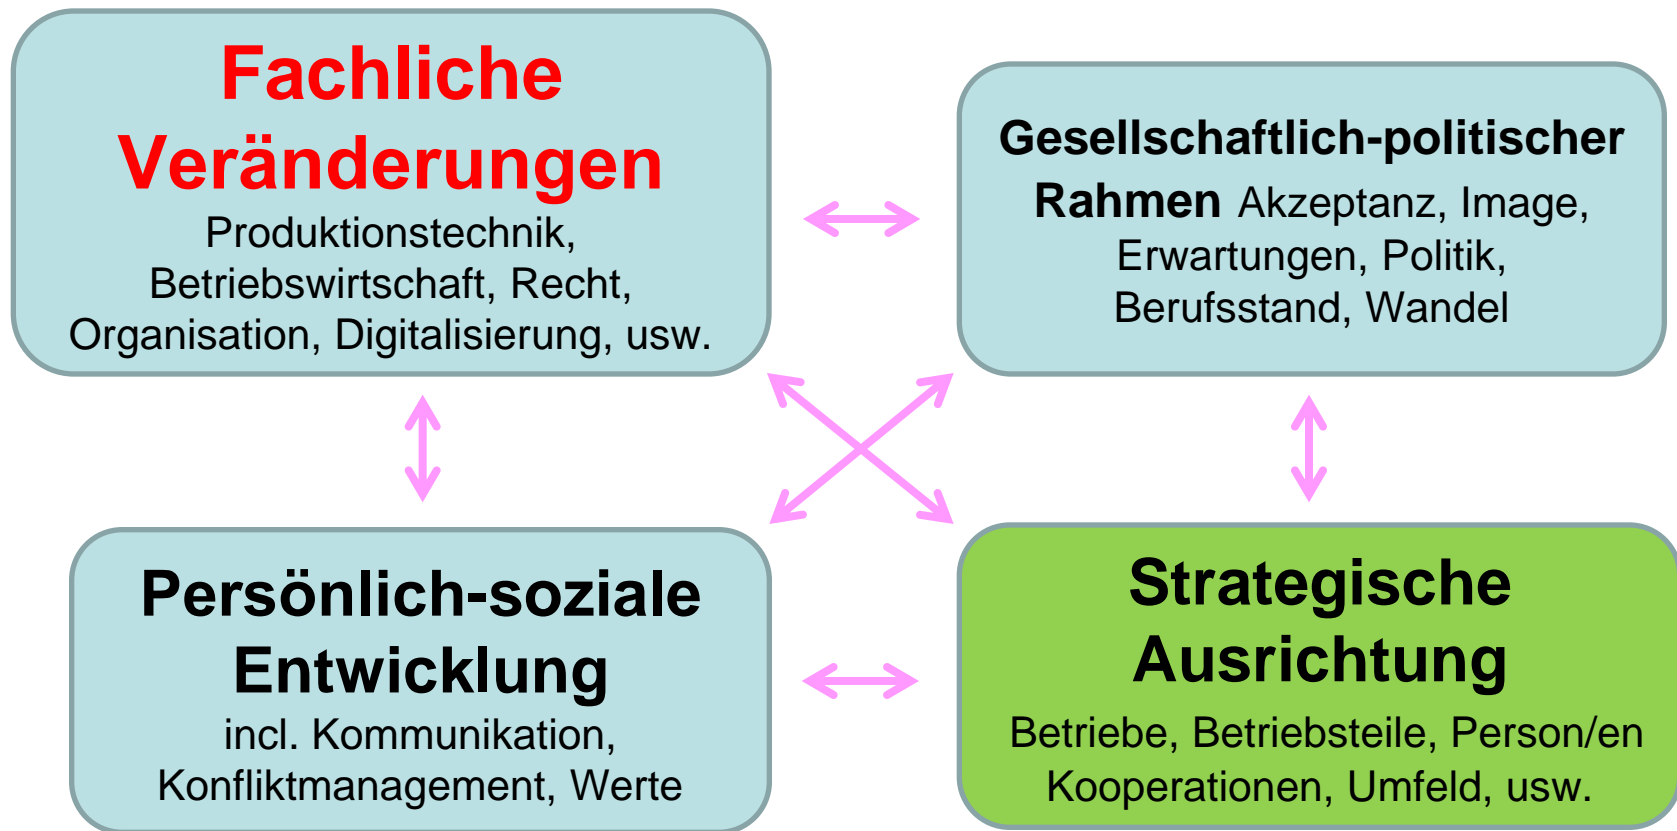 Fachliche
Veränderungen
Produktionstechnik,
Betriebswirtschaft, Recht,
Organisation, Digitalisierung, usw.
Gesellschaftlich-politischer
Rahmen Akzeptanz, Image,
Erwartungen, Politik,
Berufsstand, Wandel
Persönlich-soziale
Entwicklung
incl. Kommunikation,
Konfliktmanagement, Werte
Strategische
Ausrichtung
Betriebe, Betriebsteile, Person/en
Kooperationen, Umfeld, usw.